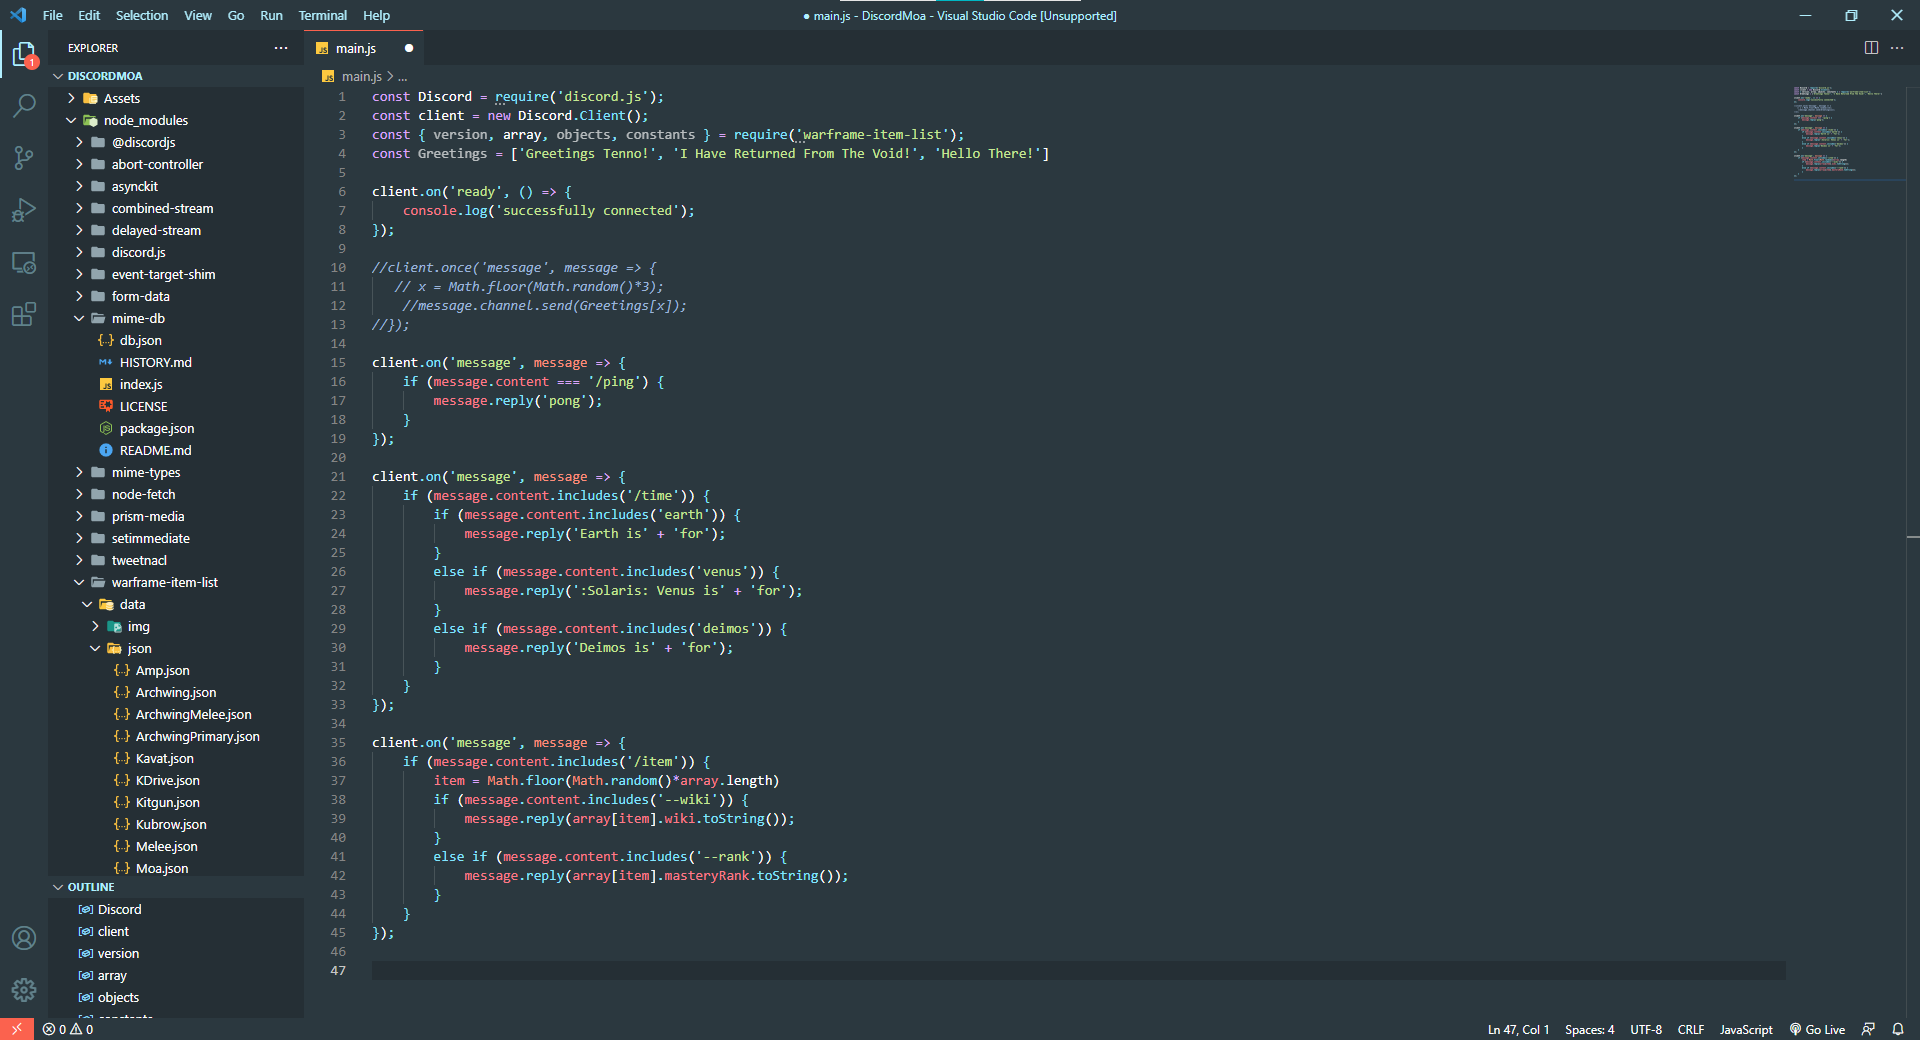 File Edit Selection View Go Run Terminal Help
● main.js - DiscordMoa - Visual Studio Code [Unsupported]
EXPLORER
1
DISCORDMOA
Assets
node_modules
@discordjs
abort-controller
asynckit
combined-stream
delayed-stream
discord.js
event-target-shim
form-data
mime-db
db.json
HISTORY.md
index.js
LICENSE
package.json
README.md
mime-types
node-fetch
prism-media
setimmediate
tweetnacl
warframe-item-list
data
img
json
Amp.json
Archwing.json
ArchwingMelee.json
ArchwingPrimary.json
Kavat.json
KDrive.json
Kitgun.json
Kubrow.json
Melee.json
Moa.json
OUTLINE
Discord
client
version
array
objects
JS main.js ●
JS main.js > ...
1 const Discord = require('discord.js');
2 const client = new Discord.Client();
3 const { version, array, objects, constants } = require('warframe-item-list');
4 const Greetings = ['Greetings Tenno!', 'I Have Returned From The Void!', 'Hello There!']
5
6 client.on('ready', () => {
7     console.log('successfully connected');
8 });
9
10 //client.once('message', message => {
11    // x = Math.floor(Math.random()*3);
12     //message.channel.send(Greetings[x]);
13 //});
14
15 client.on('message', message => {
16     if (message.content === '/ping') {
17         message.reply('pong');
18     }
19 });
20
21 client.on('message', message => {
22     if (message.content.includes('/time')) {
23         if (message.content.includes('earth')) {
24             message.reply('Earth is' + 'for');
25         }
26         else if (message.content.includes('venus')) {
27             message.reply(':Solaris: Venus is' + 'for');
28         }
29         else if (message.content.includes('deimos')) {
30             message.reply('Deimos is' + 'for');
31         }
32     }
33 });
34
35 client.on('message', message => {
36     if (message.content.includes('/item')) {
37         item = Math.floor(Math.random()*array.length)
38         if (message.content.includes('--wiki')) {
39             message.reply(array[item].wiki.toString());
40         }
41         else if (message.content.includes('--rank')) {
42             message.reply(array[item].masteryRank.toString());
43         }
44     }
45 });
46
47
0 0
Ln 47, Col 1 Spaces: 4 UTF-8 CRLF JavaScript Go Live